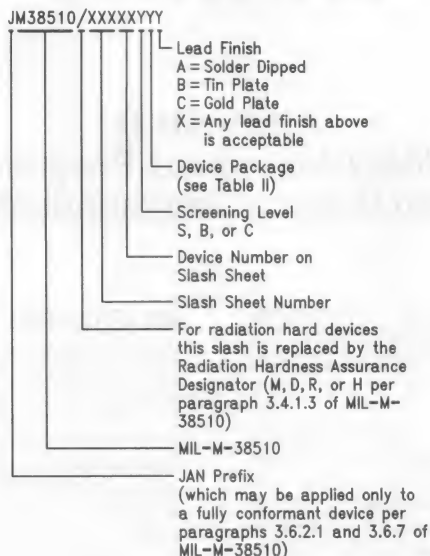 JM38510/XXXXXYYY
Lead Finish
A = Solder Dipped
B = Tin Plate
C = Gold Plate
X = Any lead finish above
is acceptable
Device Package
(see Table II)
Screening Level
S, B, or C
Device Number on
Slash Sheet
Slash Sheet Number
For radiation hard devices
this slash is replaced by the
Radiation Hardness Assurance
Designator (M, D, R, or H per
paragraph 3.4.1.3 of MIL-M-
38510)
MIL-M-38510
JAN Prefix
(which may be applied only to
a fully conformant device per
paragraphs 3.6.2.1 and 3.6.7 of
MIL-M-38510)